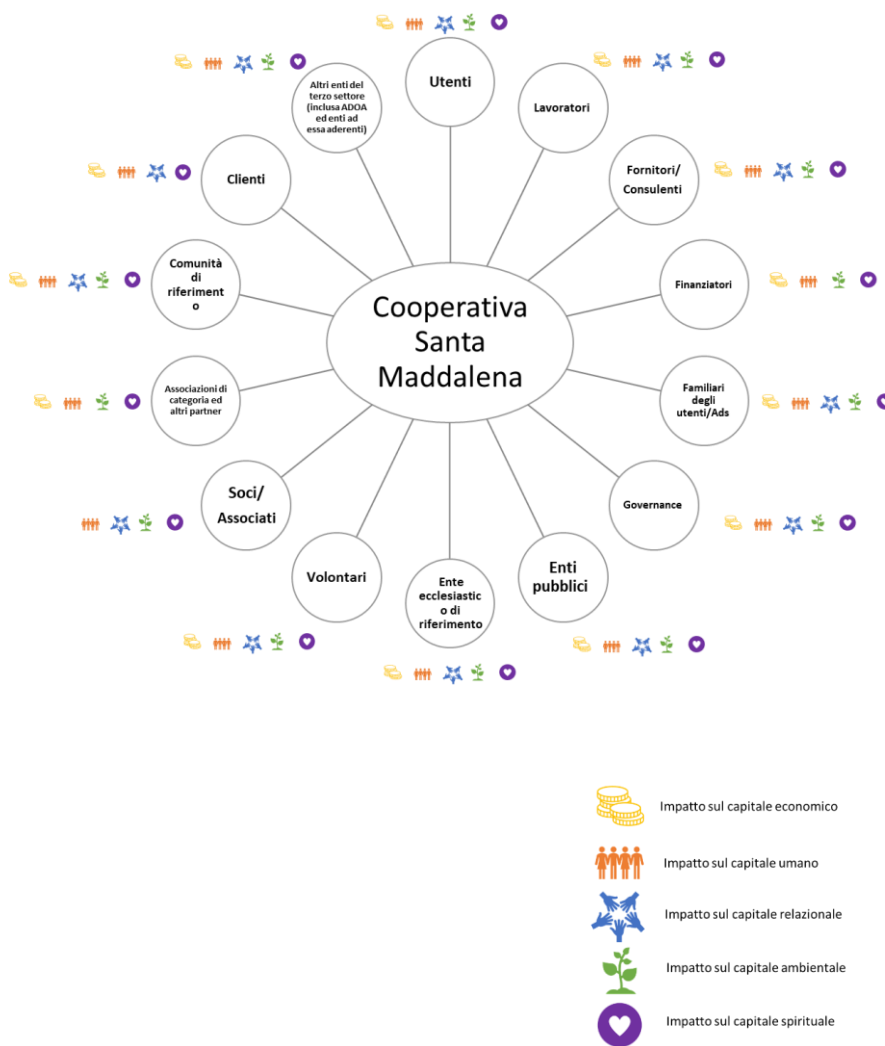 Utenti
Lavoratori
Fornitori/
Consulenti
Finanziatori
Familiari
degli
utenti/Ads
Governance
Enti
pubblici
Ente
ecclesiastic
o di
riferimento
Volontari
Soci/
Associati
Associazioni di
categoria ed
altri partner
Comunità
di
riferiment
o
Clienti
Altri enti del
terzo settore
(inclusa ADOA
ed enti ad
essa aderenti)
Cooperativa
Santa
Maddalena
Impatto sul capitale economico
Impatto sul capitale umano
Impatto sul capitale relazionale
Impatto sul capitale ambientale
Impatto sul capitale spirituale